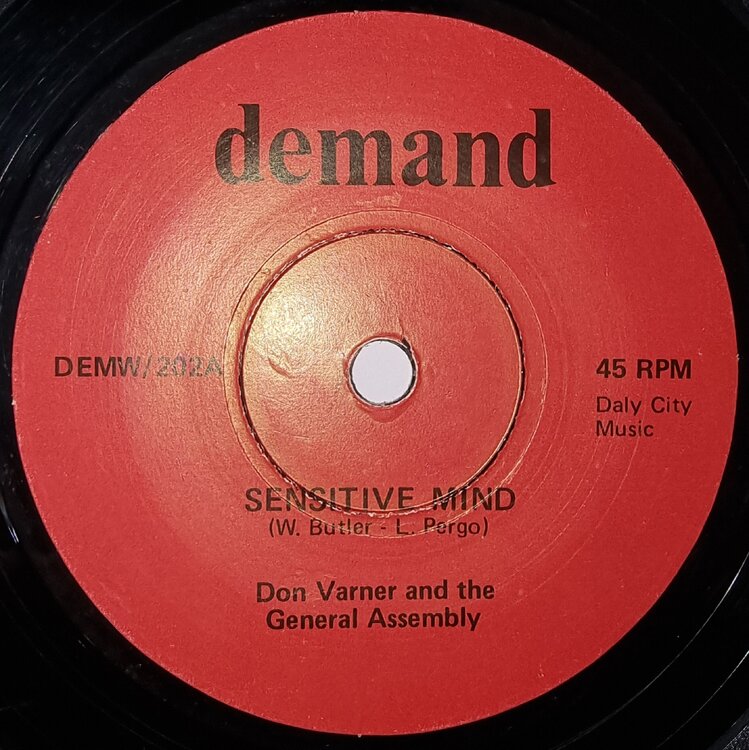 demand
DEMW/202A
45 RPM
Daly City
Music
SENSITIVE MIND
(W. Butler - L. Pergo)
Don Varner and the
General Assembly